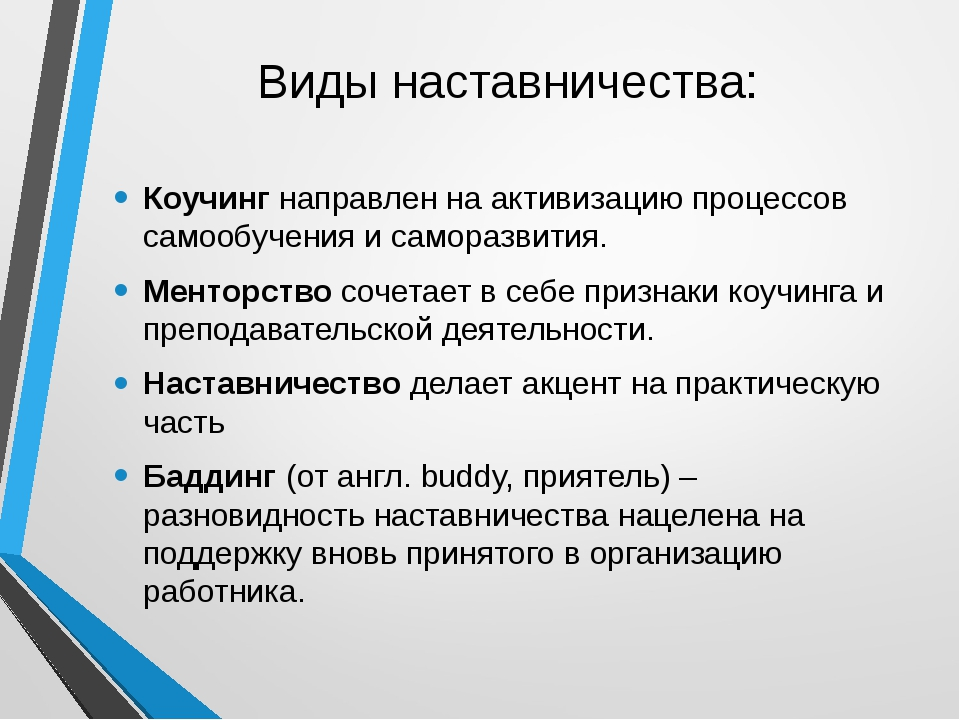 Виды наставничества:
• Коучинг направлен на активизацию процессов
самообучения и саморазвития.
• Менторство сочетает в себе признаки коучинга и
преподавательской деятельности.
• Наставничество делает акцент на практическую
часть
• Баддинг (от англ. buddy, приятель) –
разновидность наставничества нацелена на
поддержку вновь принятого в организацию
работника.